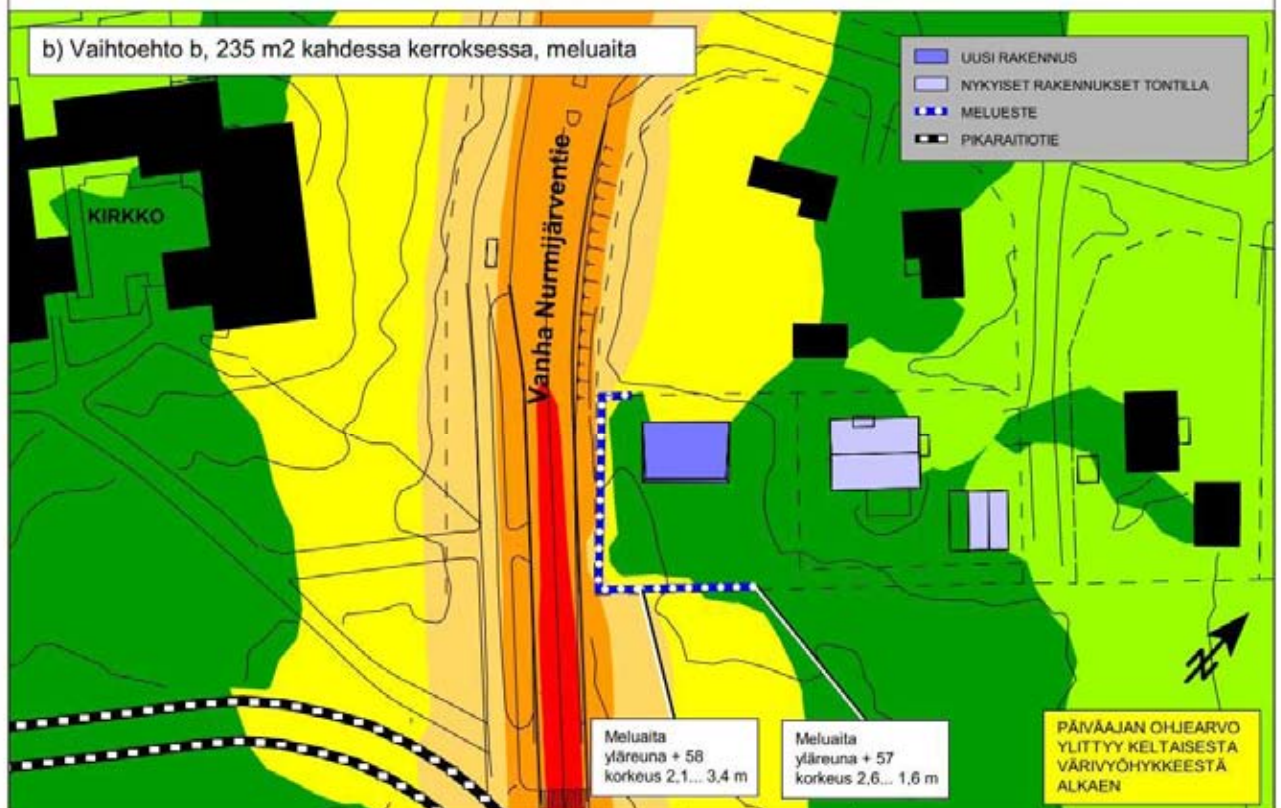 b) Vaihtoehto b, 235 m2 kahdessa kerroksessa, meluaita
UUSI RAKENNUS
NYKYISET RAKENNUKSET TONTILLA
MELUESTE
PIKARAITIOTIE
KIRKKO
Vanha Nurmijärventie
Meluaita
yläreuna + 58
korkeus 2,1... 3,4 m
Meluaita
yläreuna + 57
korkeus 2,6... 1,6 m
PÄIVÄAJAN OHJEARVO
YLITTYY KELTAISESTA
VÄRIVYÖHYKKEESTÄ
ALKAEN
N